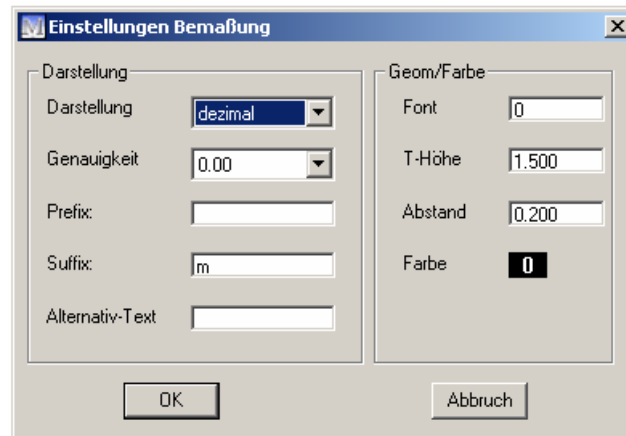 Einstellungen Bemaßung
Darstellung
Darstellung dezimal
Genauigkeit 0.00
Prefix:
Suffix: m
Alternativ-Text
Geom/Farbe
Font 0
T-Höhe 1.500
Abstand 0.200
Farbe 0
OK Abbruch